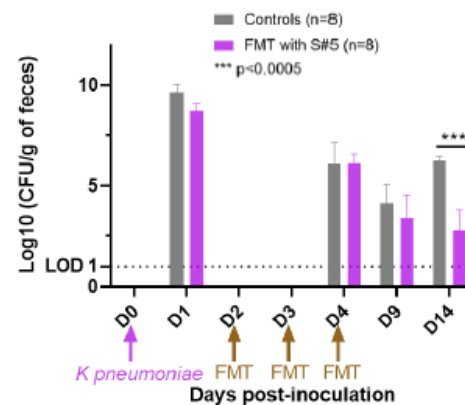 Controls (n=8)
FMT with S#5 (n=8)
*** p<0.0005
Log10 (CFU/g of feces)
10
5
LOD 1
0
***
D0
D1
D2
D3
D4
D9
D14
K pneumoniae
FMT
FMT
FMT
Days post-inoculation